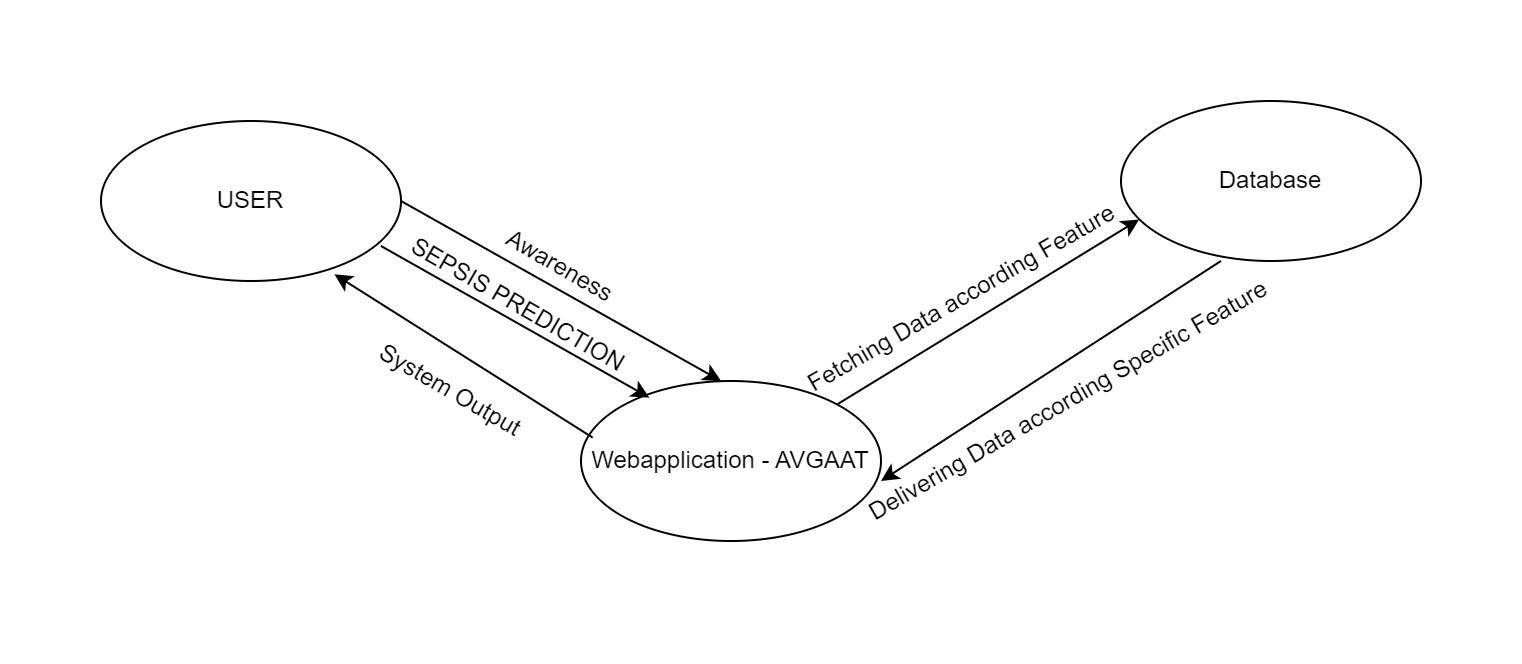 USER
Database
Awareness
SEPSIS PREDICTION
System Output
Fetching Data according Feature
Delivering Data according Specific Feature
Webapplication - AVGAAT